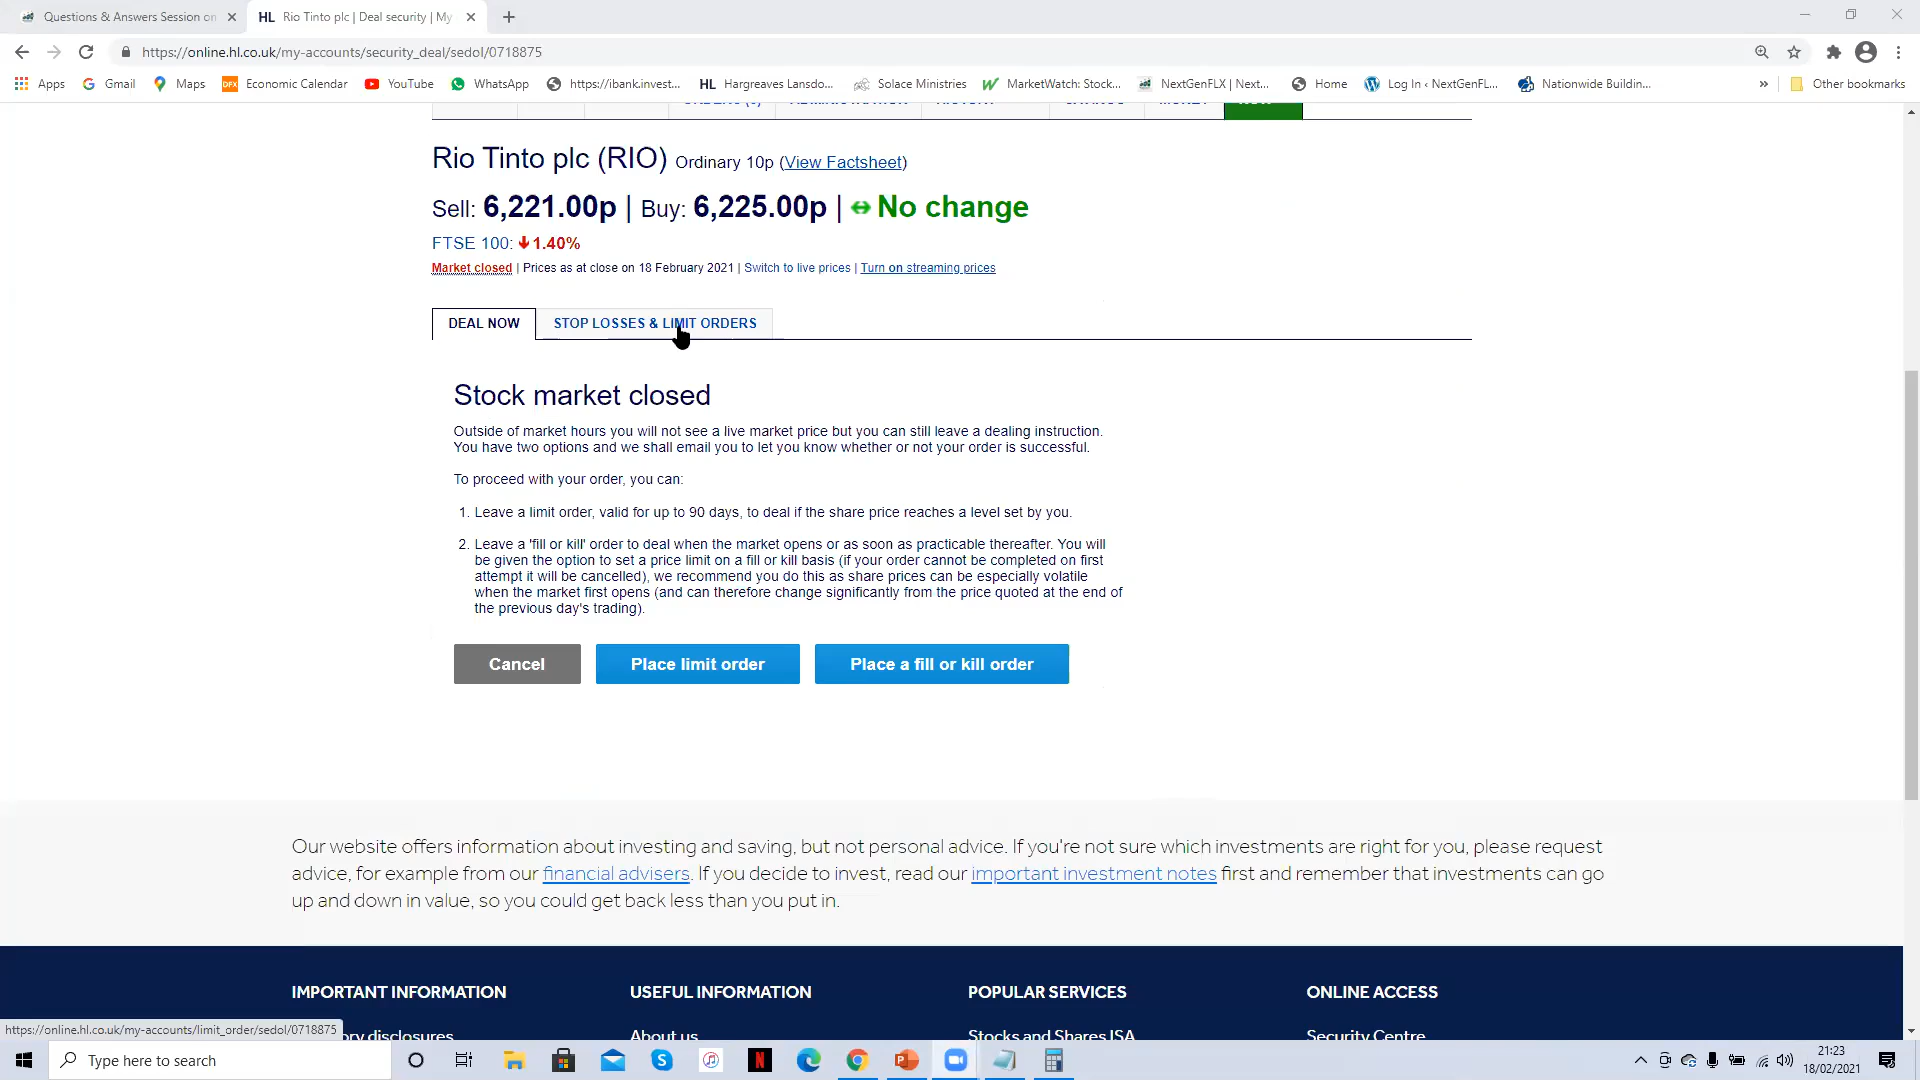 Questions & Answers Session on
HL Rio Tinto plc | Deal security | My
https://online.hl.co.uk/my-accounts/security_deal/sedol/0718875
Apps Gmail Maps Economic Calendar YouTube WhatsApp https://ibank.invest... HL Hargreaves Lansdo... Solace Ministries MarketWatch: Stock... NextGenFLX | Next... Home Log In ‹ NextGenFL... Nationwide Buildin... » Other bookmarks
Rio Tinto plc (RIO) Ordinary 10p (View Factsheet)
Sell: 6,221.00p | Buy: 6,225.00p | No change
FTSE 100: 1.40%
Market closed | Prices as at close on 18 February 2021 | Switch to live prices | Turn on streaming prices
DEAL NOW STOP LOSSES & LIMIT ORDERS
Stock market closed
Outside of market hours you will not see a live market price but you can still leave a dealing instruction.
You have two options and we shall email you to let you know whether or not your order is successful.
To proceed with your order, you can:
1. Leave a limit order, valid for up to 90 days, to deal if the share price reaches a level set by you.
2. Leave a 'fill or kill' order to deal when the market opens or as soon as practicable thereafter. You will
be given the option to set a price limit on a fill or kill basis (if your order cannot be completed on first
attempt it will be cancelled), we recommend you do this as share prices can be especially volatile
when the market first opens (and can therefore change significantly from the price quoted at the end of
the previous day's trading).
Cancel Place limit order Place a fill or kill order
Our website offers information about investing and saving, but not personal advice. If you're not sure which investments are right for you, please request
advice, for example from our financial advisers. If you decide to invest, read our important investment notes first and remember that investments can go
up and down in value, so you could get back less than you put in.
IMPORTANT INFORMATION USEFUL INFORMATION POPULAR SERVICES ONLINE ACCESS
disclosures About us Stocks and Shares ISA Security Centre
https://online.hl.co.uk/my-accounts/limit_order/sedol/0718875
Type here to search
21:23
18/02/2021